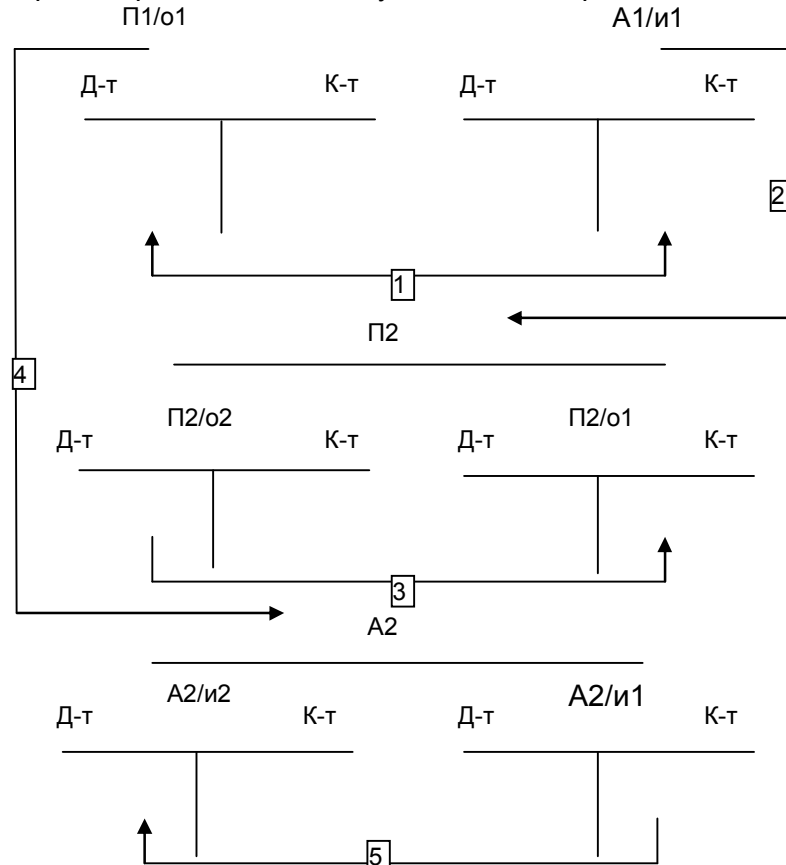 П1/о1 А1/и1
Д-т К-т Д-т К-т
2
1
П2
4
П2/о2 П2/о1
Д-т К-т Д-т К-т
3
А2
А2/и2 А2/и1
Д-т К-т Д-т К-т
5